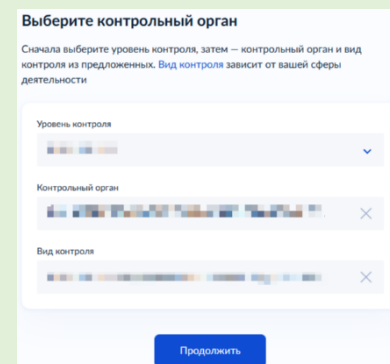 Выберите контрольный орган
Сначала выберите уровень контроля, затем — контрольный орган и вид
контроля из предложенных. Вид контроля зависит от вашей сферы
деятельности
Уровень контроля
Контрольный орган
Вид контроля
Продолжить